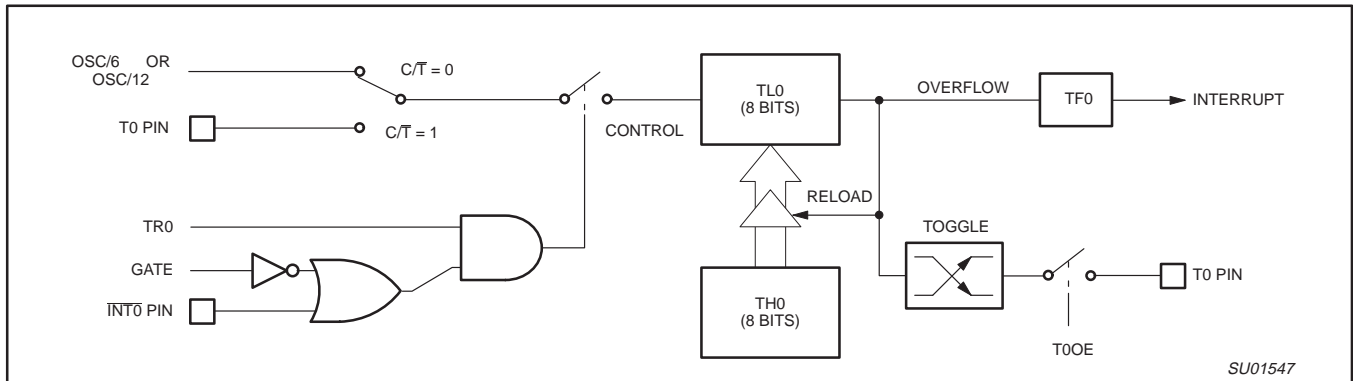 OSC/6 OR
OSC/12
C/T̅ = 0
T0 PIN
C/T̅ = 1
CONTROL
TL0
(8 BITS)
OVERFLOW
TF0
INTERRUPT
RELOAD
TR0
GATE
I̅N̅T̅0̅ PIN
TH0
(8 BITS)
TOGGLE
T0 PIN
T0OE
SU01547